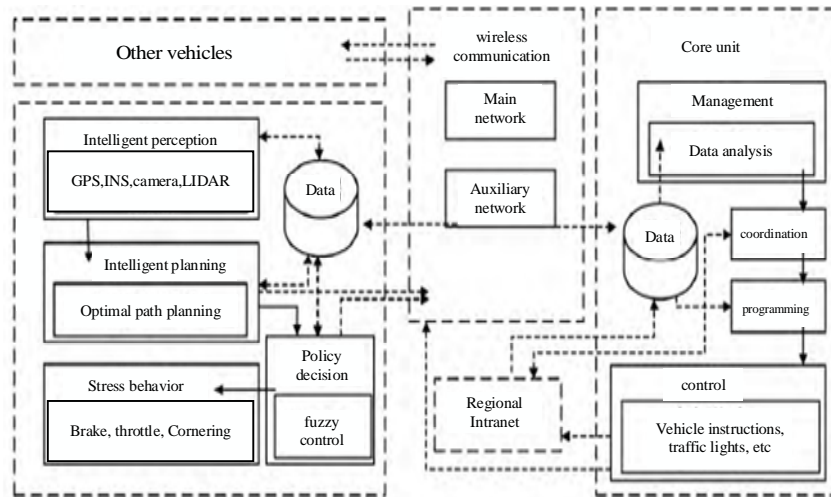 Other vehicles
Intelligent perception
GPS,INS,camera,LIDAR
Data
Intelligent planning
Optimal path planning
Policy
decision
fuzzy
control
Stress behavior
Brake, throttle, Cornering
wireless
communication
Main
network
Auxiliary
network
Regional
Intranet
Core unit
Management
Data analysis
Data
coordination
programming
control
Vehicle instructions,
traffic lights, etc